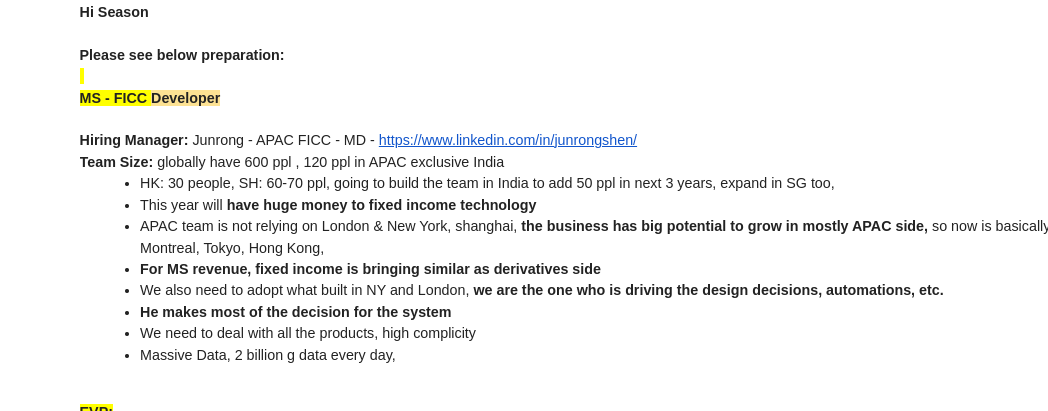 Hi Season
Please see below preparation:
MS - FICC Developer
Hiring Manager: Junrong - APAC FICC - MD - https://www.linkedin.com/in/junrongshen/
Team Size: globally have 600 ppl , 120 ppl in APAC exclusive India
• HK: 30 people, SH: 60-70 ppl, going to build the team in India to add 50 ppl in next 3 years, expand in SG too,
• This year will have huge money to fixed income technology
• APAC team is not relying on London & New York, shanghai, the business has big potential to grow in mostly APAC side, so now is basically
Montreal, Tokyo, Hong Kong,
• For MS revenue, fixed income is bringing similar as derivatives side
• We also need to adopt what built in NY and London, we are the one who is driving the design decisions, automations, etc.
• He makes most of the decision for the system
• We need to deal with all the products, high complicity
• Massive Data, 2 billion g data every day,
EVP: